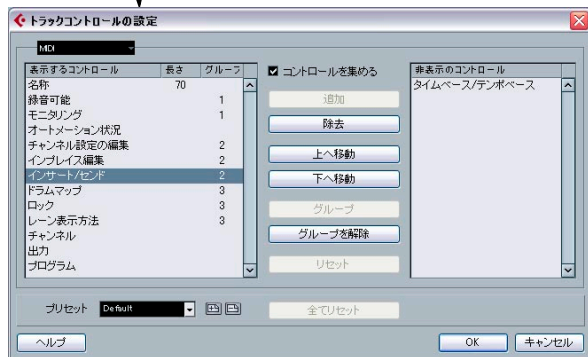 トラックコントロールの設定
MIDI
表示するコントロール 長さ グループ
名称 70
録音可能 1
モニタリング 1
オートメーション状況
チャンネル設定の編集 2
インプレイス編集 2
インサート/センド 2
ドラムマップ 3
ロック 3
レーン表示方法 3
チャンネル
出力
プログラム
コントロールを集める
追加
除去
上へ移動
下へ移動
グループ
グループを解除
リセット
非表示のコントロール
タイムベース/テンポベース
プリセット Default
全てリセット
ヘルプ
OK
キャンセル